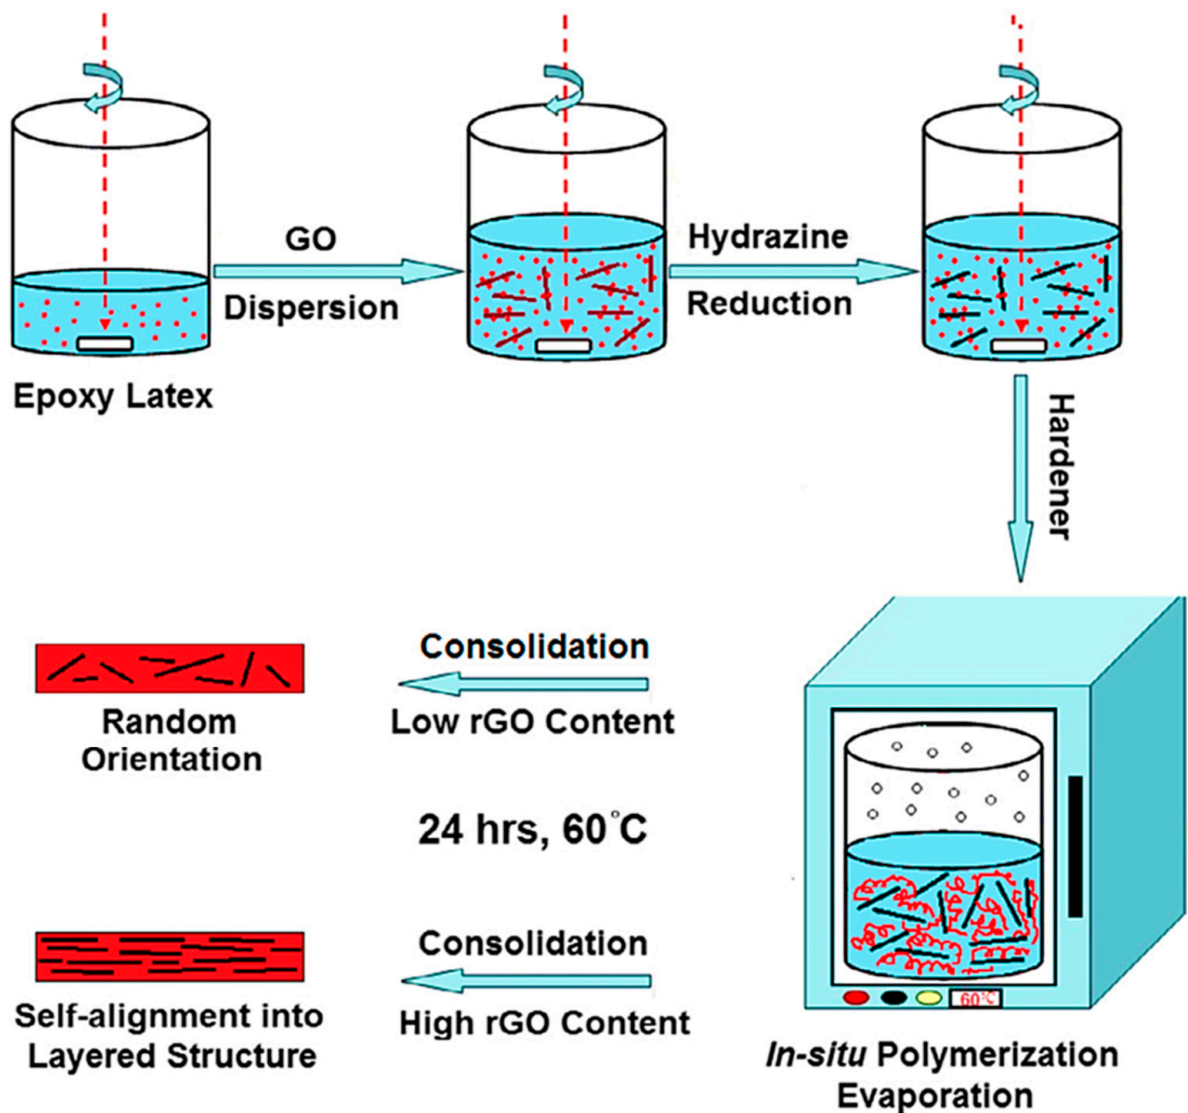 GO
Dispersion
Hydrazine
Reduction
Epoxy Latex
Hardener
Consolidation
Low rGO Content
Random
Orientation
24 hrs, 60°C
Consolidation
High rGO Content
Self-alignment into
Layered Structure
60°C
In-situ Polymerization
Evaporation